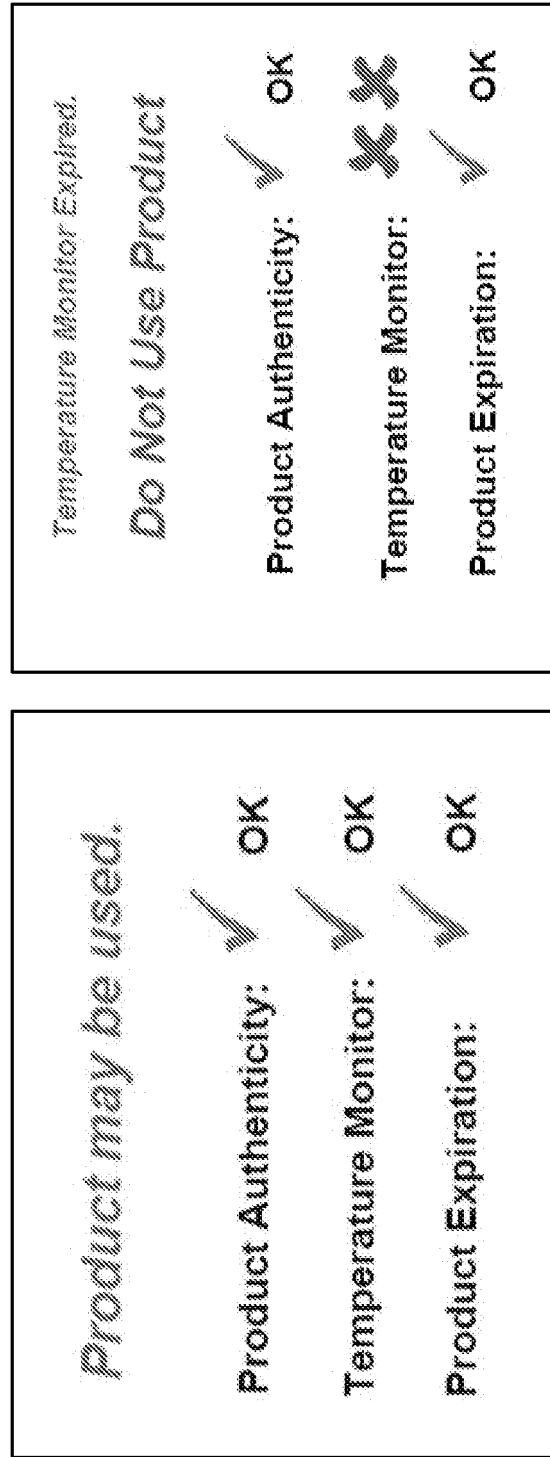 Product may be used.
Product Authenticity: OK
Temperature Monitor: OK
Product Expiration: OK
Temperature Monitor Expired.
Do Not Use Product
Product Authenticity: OK
Temperature Monitor:
Product Expiration: OK